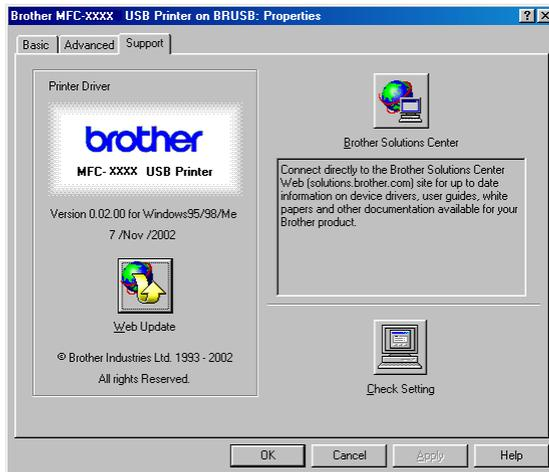 Brother MFC-XXXX USB Printer on BRUSB: Properties
Basic Advanced Support
Printer Driver
brother
MFC- XXXX USB Printer
Version 0.02.00 for Windows95/98/Me
7 /Nov /2002
Web Update
© Brother Industries Ltd. 1993 - 2002
All rights Reserved.
Brother Solutions Center
Connect directly to the Brother Solutions Center
Web (solutions.brother.com) site for up to date
information on device drivers, user guides, white
papers and other documentation available for your
Brother product.
Check Setting
OK Cancel Apply Help